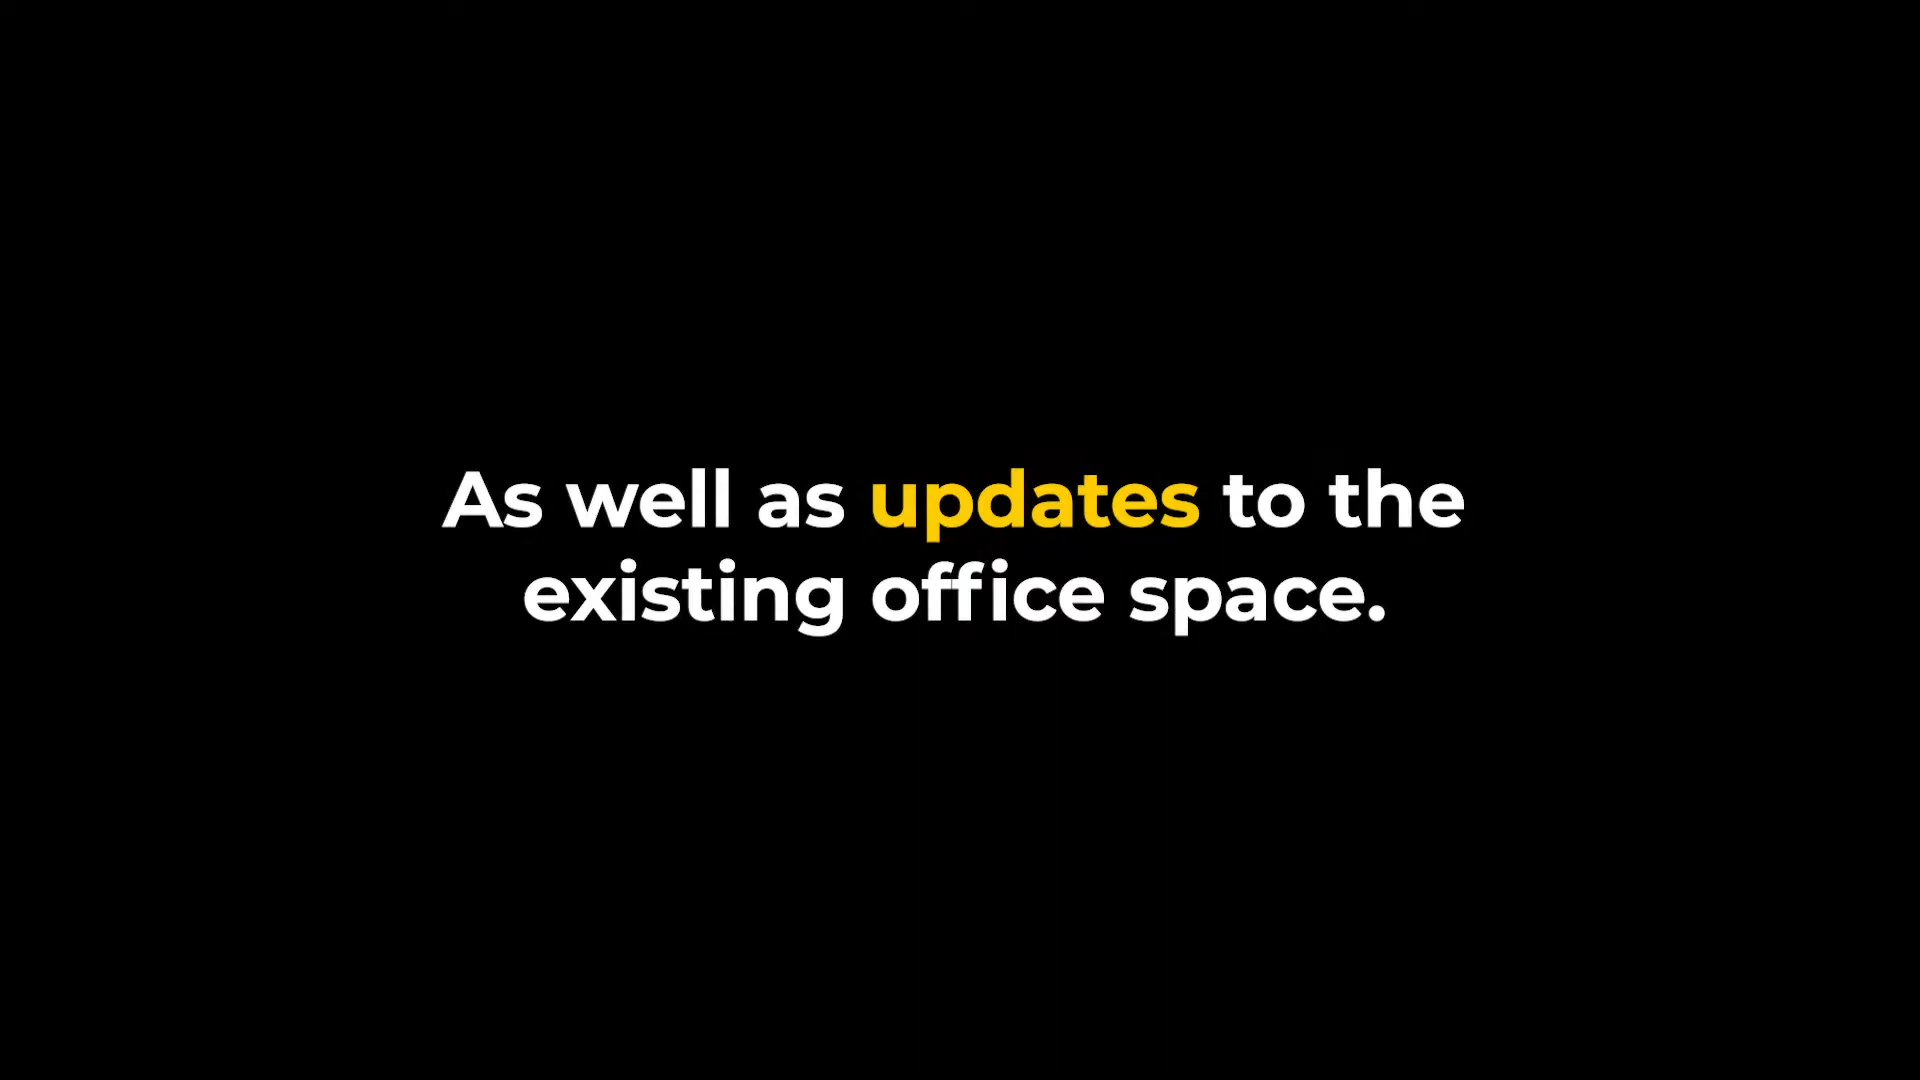 As well as updates to the
existing office space.